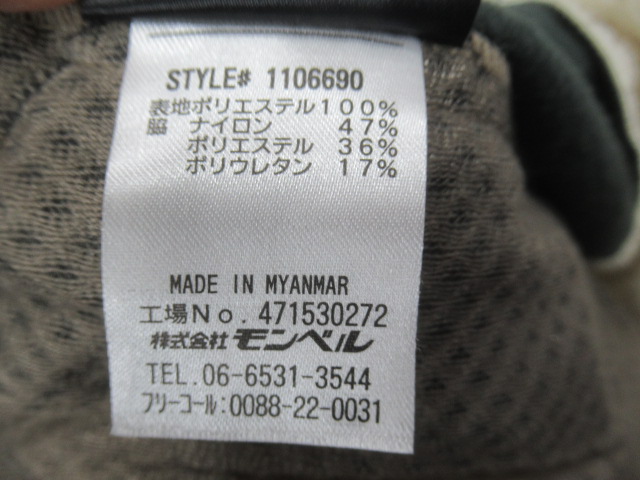 STYLE# 1106690
表地ポリエステル100%
脇 ナイロン 47%
ポリエステル 36%
ポリウレタン 17%
MADE IN MYANMAR
工場No. 471530272
株式会社モンベル
TEL. 06-6531-3544
フリーコール:0088-22-0031